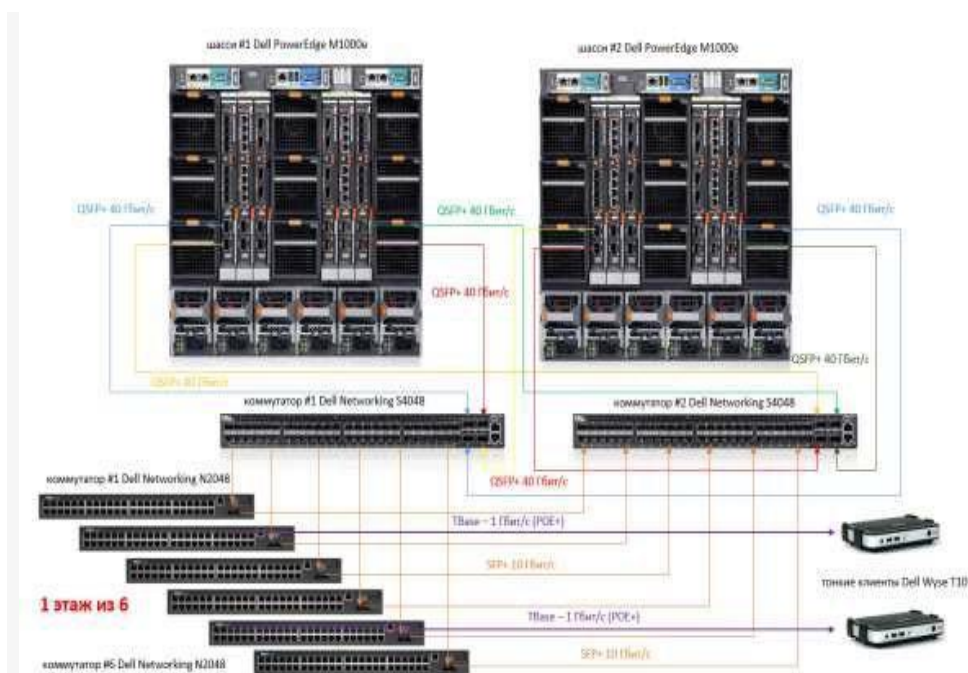 шасси #1 Dell PowerEdge M1000e
шасси #2 Dell PowerEdge M1000e
QSFP+ 40 Гбит/с
QSFP+ 40 Гбит/с
QSFP+ 40 Гбит/с
QSFP+ 40 Гбит/с
QSFP+ 40 Гбит/с
QSFP+ 40 Гбит/с
коммутатор #1 Dell Networking S4048
коммутатор #2 Dell Networking S4048
коммутатор #1 Dell Networking N2048
QSFP+ 40 Гбит/с
TBase – 1 Гбит/с (POE+)
SFP+ 10 Гбит/с
тонкие клиенты Dell Wyse T10
1 этаж из 6
TBase – 1 Гбит/с (POE+)
SFP+ 10 Гбит/с
коммутатор #6 Dell Networking N2048